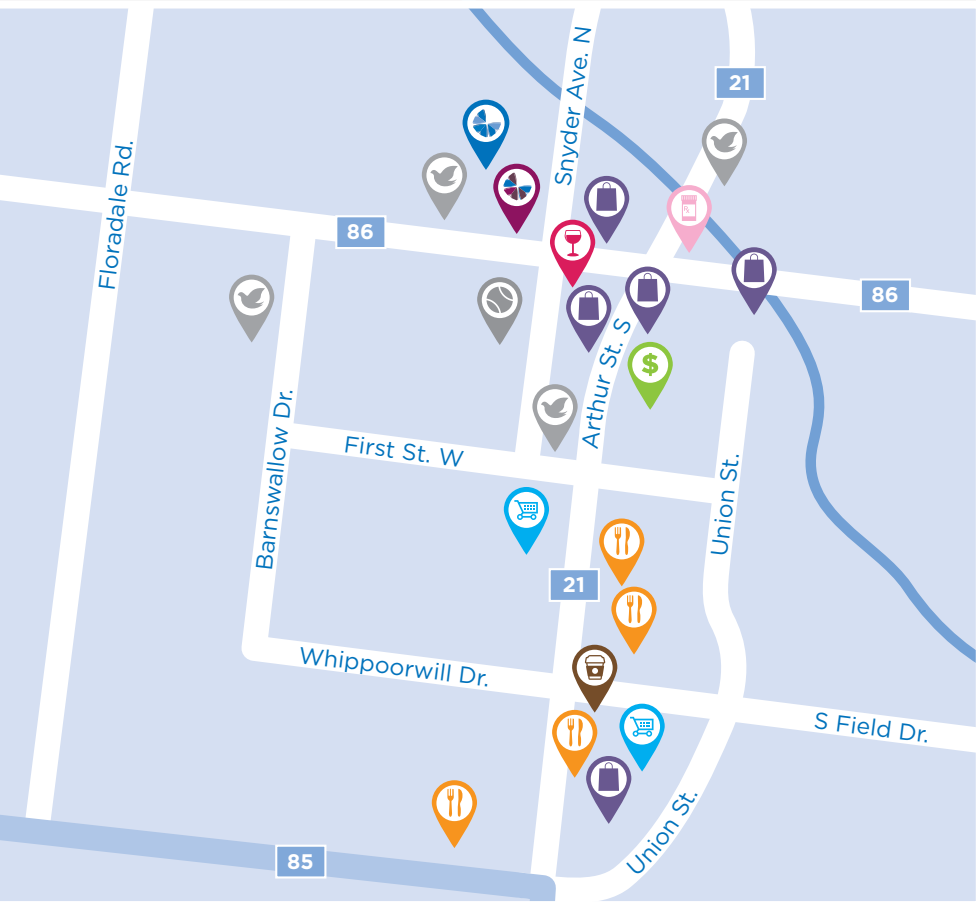 Snyder Ave. N
21
Floradale Rd.
86
86
Arthur St. S
$
Barnswallow Dr.
First St. W
Union St.
21
Whippoorwill Dr.
S Field Dr.
Union St.
85